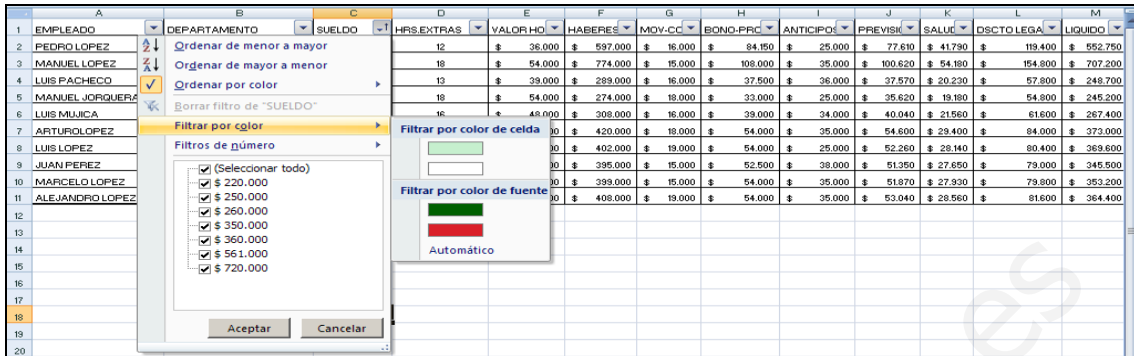 A B C D E F G H I J K L M
1 EMPLEADO DEPARTAMENTO SUELDO HRS.EXTRAS VALOR HO HABERES MOV-CO BONO-PRO ANTICIPOS PREVISIÓ SALUD DSCTO LEGA LIQUIDO
2 PEDRO LOPEZ 12 $ 36.000 $ 597.000 $ 16.000 $ 84.150 $ 25.000 $ 77.610 $ 41.790 $ 119.400 $ 552.750
3 MANUEL LOPEZ 18 $ 54.000 $ 774.000 $ 15.000 $ 108.000 $ 35.000 $ 100.620 $ 54.180 $ 154.800 $ 707.200
4 LUIS PACHECO 13 $ 39.000 $ 289.000 $ 16.000 $ 37.500 $ 36.000 $ 37.570 $ 20.230 $ 57.800 $ 248.700
5 MANUEL JORQUERA 18 $ 54.000 $ 274.000 $ 18.000 $ 33.000 $ 25.000 $ 35.620 $ 19.180 $ 54.800 $ 245.200
6 LUIS MUJICA 16 $ 48.000 $ 308.000 $ 16.000 $ 39.000 $ 34.000 $ 40.040 $ 21.560 $ 61.600 $ 267.400
7 ARTUROLOPEZ $ 420.000 $ 18.000 $ 54.000 $ 35.000 $ 54.600 $ 29.400 $ 84.000 $ 373.000
8 LUIS LOPEZ $ 402.000 $ 19.000 $ 54.000 $ 25.000 $ 52.260 $ 28.140 $ 80.400 $ 369.600
9 JUAN PEREZ $ 395.000 $ 15.000 $ 52.500 $ 38.000 $ 51.350 $ 27.650 $ 79.000 $ 345.500
10 MARCELO LOPEZ $ 399.000 $ 15.000 $ 54.000 $ 35.000 $ 51.870 $ 27.930 $ 79.800 $ 353.200
11 ALEJANDRO LOPEZ $ 408.000 $ 19.000 $ 54.000 $ 35.000 $ 53.040 $ 28.560 $ 81.600 $ 364.400
12
13
14
15
16
17
18
19
20
Ordenar de menor a mayor
Ordenar de mayor a menor
Ordenar por color
Borrar filtro de "SUELDO"
Filtrar por color
Filtros de número
(Seleccionar todo)
$ 220.000
$ 250.000
$ 260.000
$ 350.000
$ 360.000
$ 561.000
$ 720.000
Aceptar Cancelar
Filtrar por color de celda
Filtrar por color de fuente
Automático
es